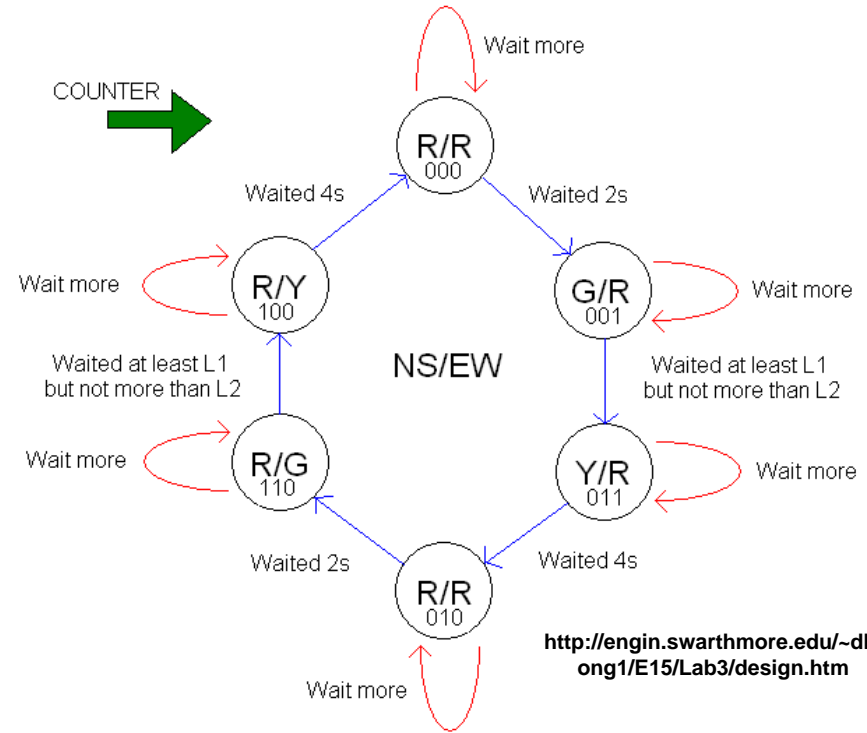 Wait more
COUNTER
R/R
000
Waited 4s
Waited 2s
Wait more
R/Y
100
G/R
001
Wait more
Waited at least L1
but not more than L2
NS/EW
Waited at least L1
but not more than L2
Wait more
R/G
110
Y/R
011
Wait more
Waited 2s
R/R
010
Waited 4s
http://engin.swarthmore.edu/~dl
ong1/E15/Lab3/design.htm
Wait more